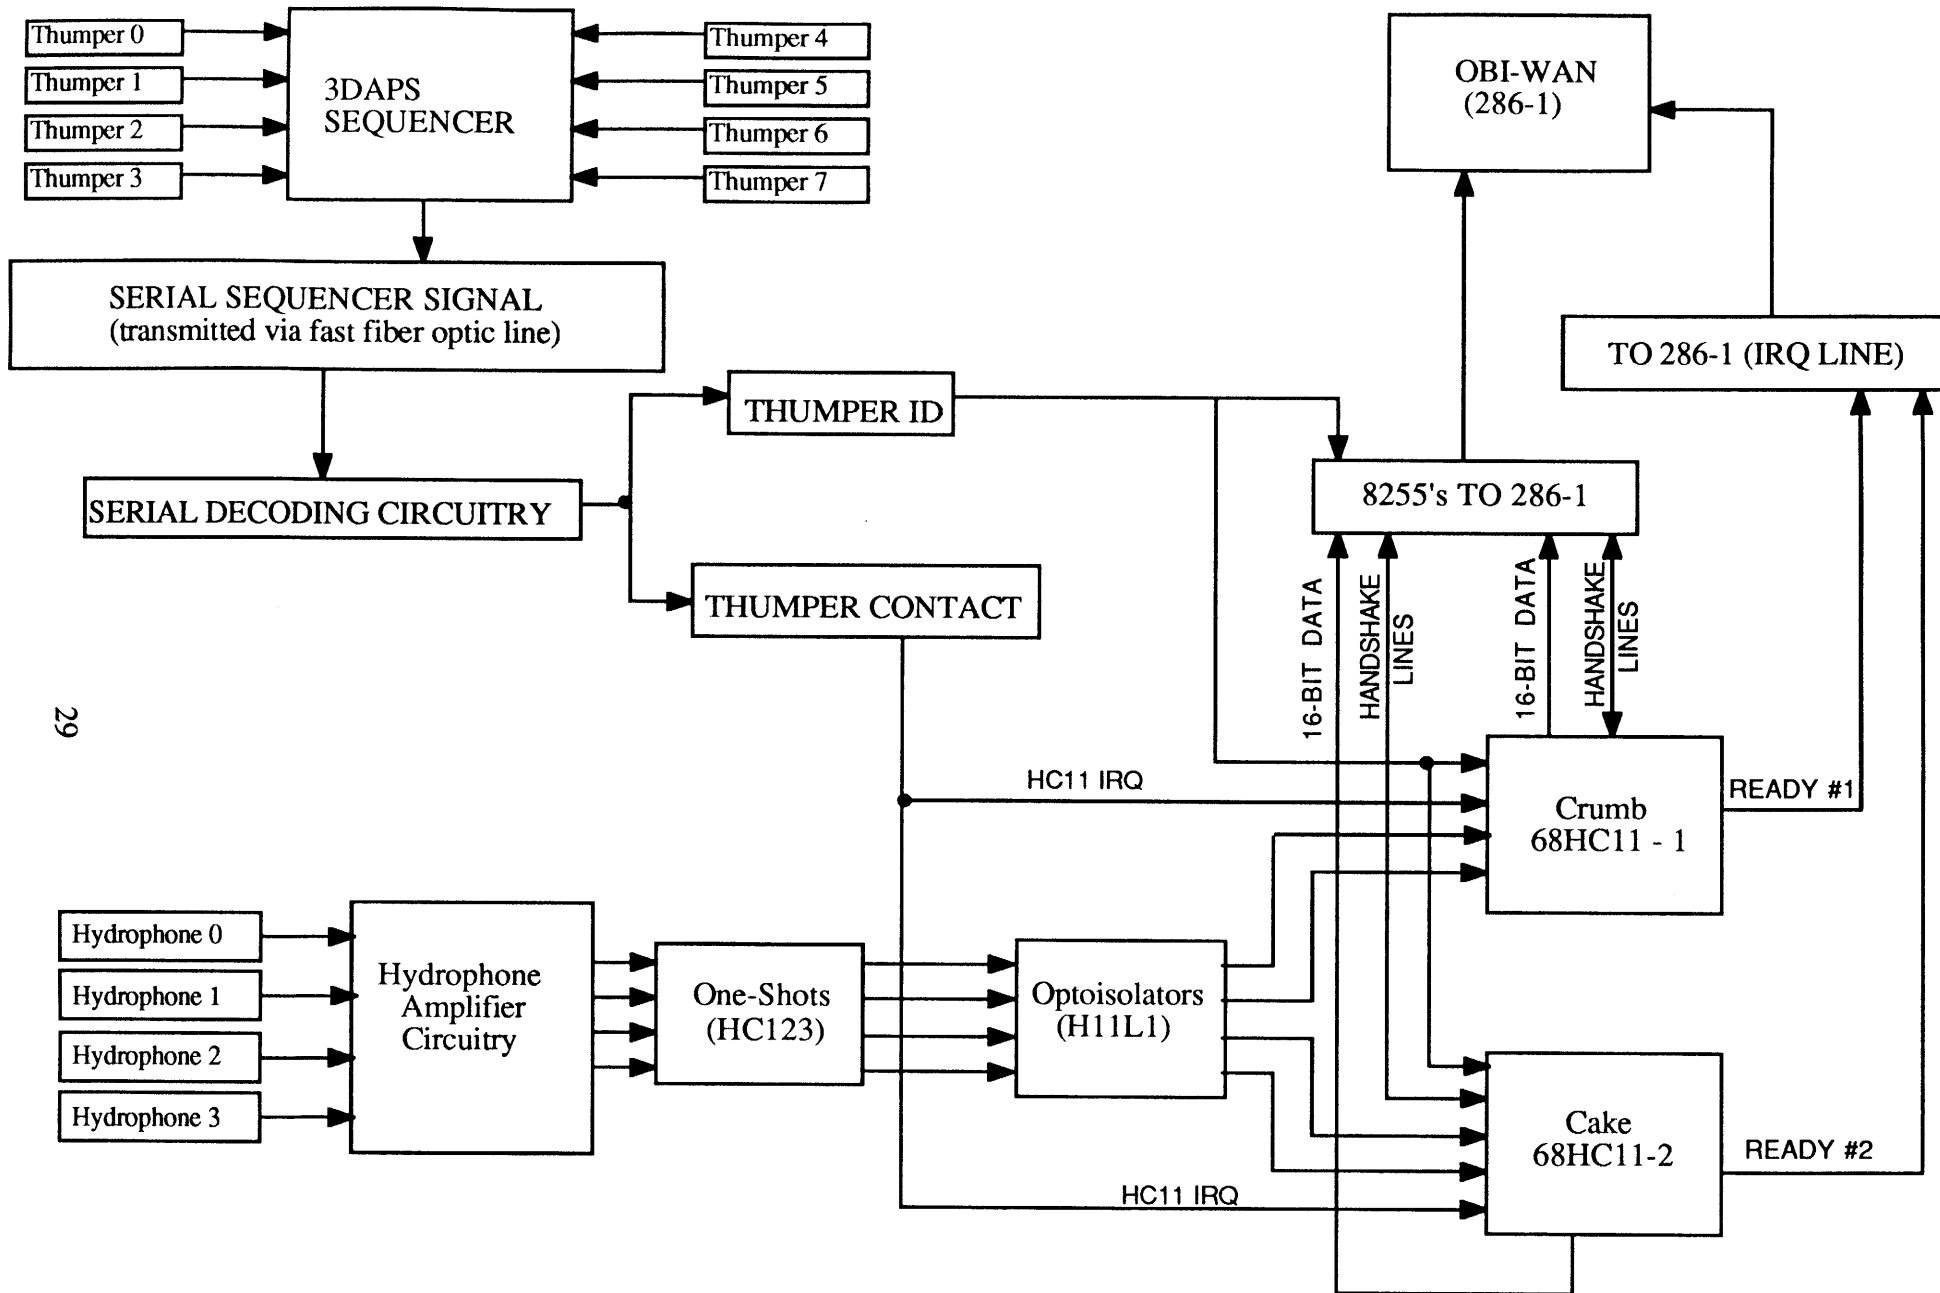 Thumper 0
Thumper 1
Thumper 2
Thumper 3
3DAPS
SEQUENCER
Thumper 4
Thumper 5
Thumper 6
Thumper 7
OBI-WAN
(286-1)
SERIAL SEQUENCER SIGNAL
(transmitted via fast fiber optic line)
TO 286-1 (IRQ LINE)
THUMPER ID
SERIAL DECODING CIRCUITRY
8255's TO 286-1
THUMPER CONTACT
16-BIT DATA
HANDSHAKE
LINES
16-BIT DATA
HANDSHAKE
LINES
29
HC11 IRQ
Crumb
68HC11 - 1
READY #1
Hydrophone 0
Hydrophone 1
Hydrophone 2
Hydrophone 3
Hydrophone
Amplifier
Circuitry
One-Shots
(HC123)
Optoisolators
(H11L1)
Cake
68HC11-2
READY #2
HC11 IRQ